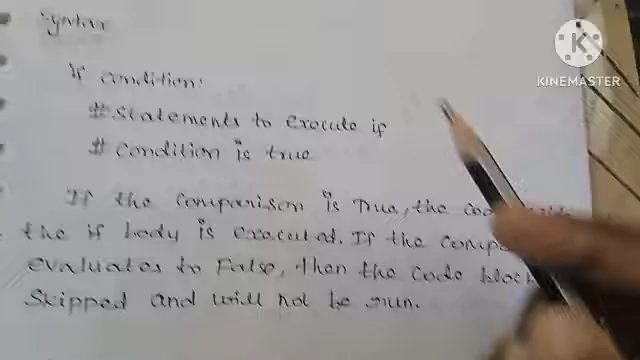 Syntax
If condition:
#Statements to execute if
# Condition is true
If the comparison is True, the code
the if body is executed. If the
evaluates to False, then the code block
Skipped and will not be run.
KINEMASTER